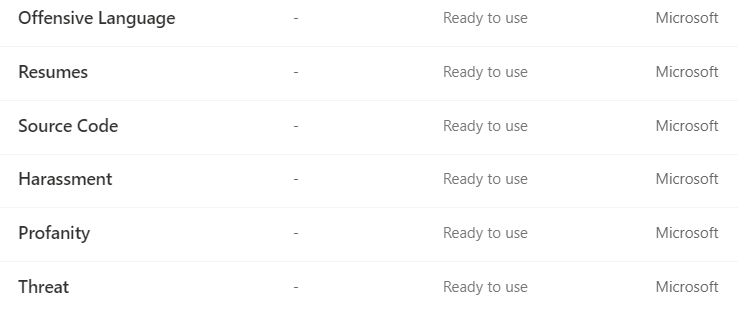 Offensive Language - Ready to use Microsoft
Resumes - Ready to use Microsoft
Source Code - Ready to use Microsoft
Harassment - Ready to use Microsoft
Profanity - Ready to use Microsoft
Threat - Ready to use Microsoft